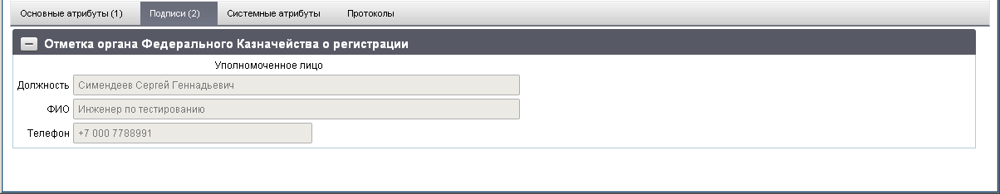 Основные атрибуты (1) Подписи (2) Системные атрибуты Протоколы
Отметка органа Федерального Казначейства о регистрации
Уполномоченное лицо
Должность Симендеев Сергей Геннадьевич
ФИО Инженер по тестированию
Телефон +7 000 7788991